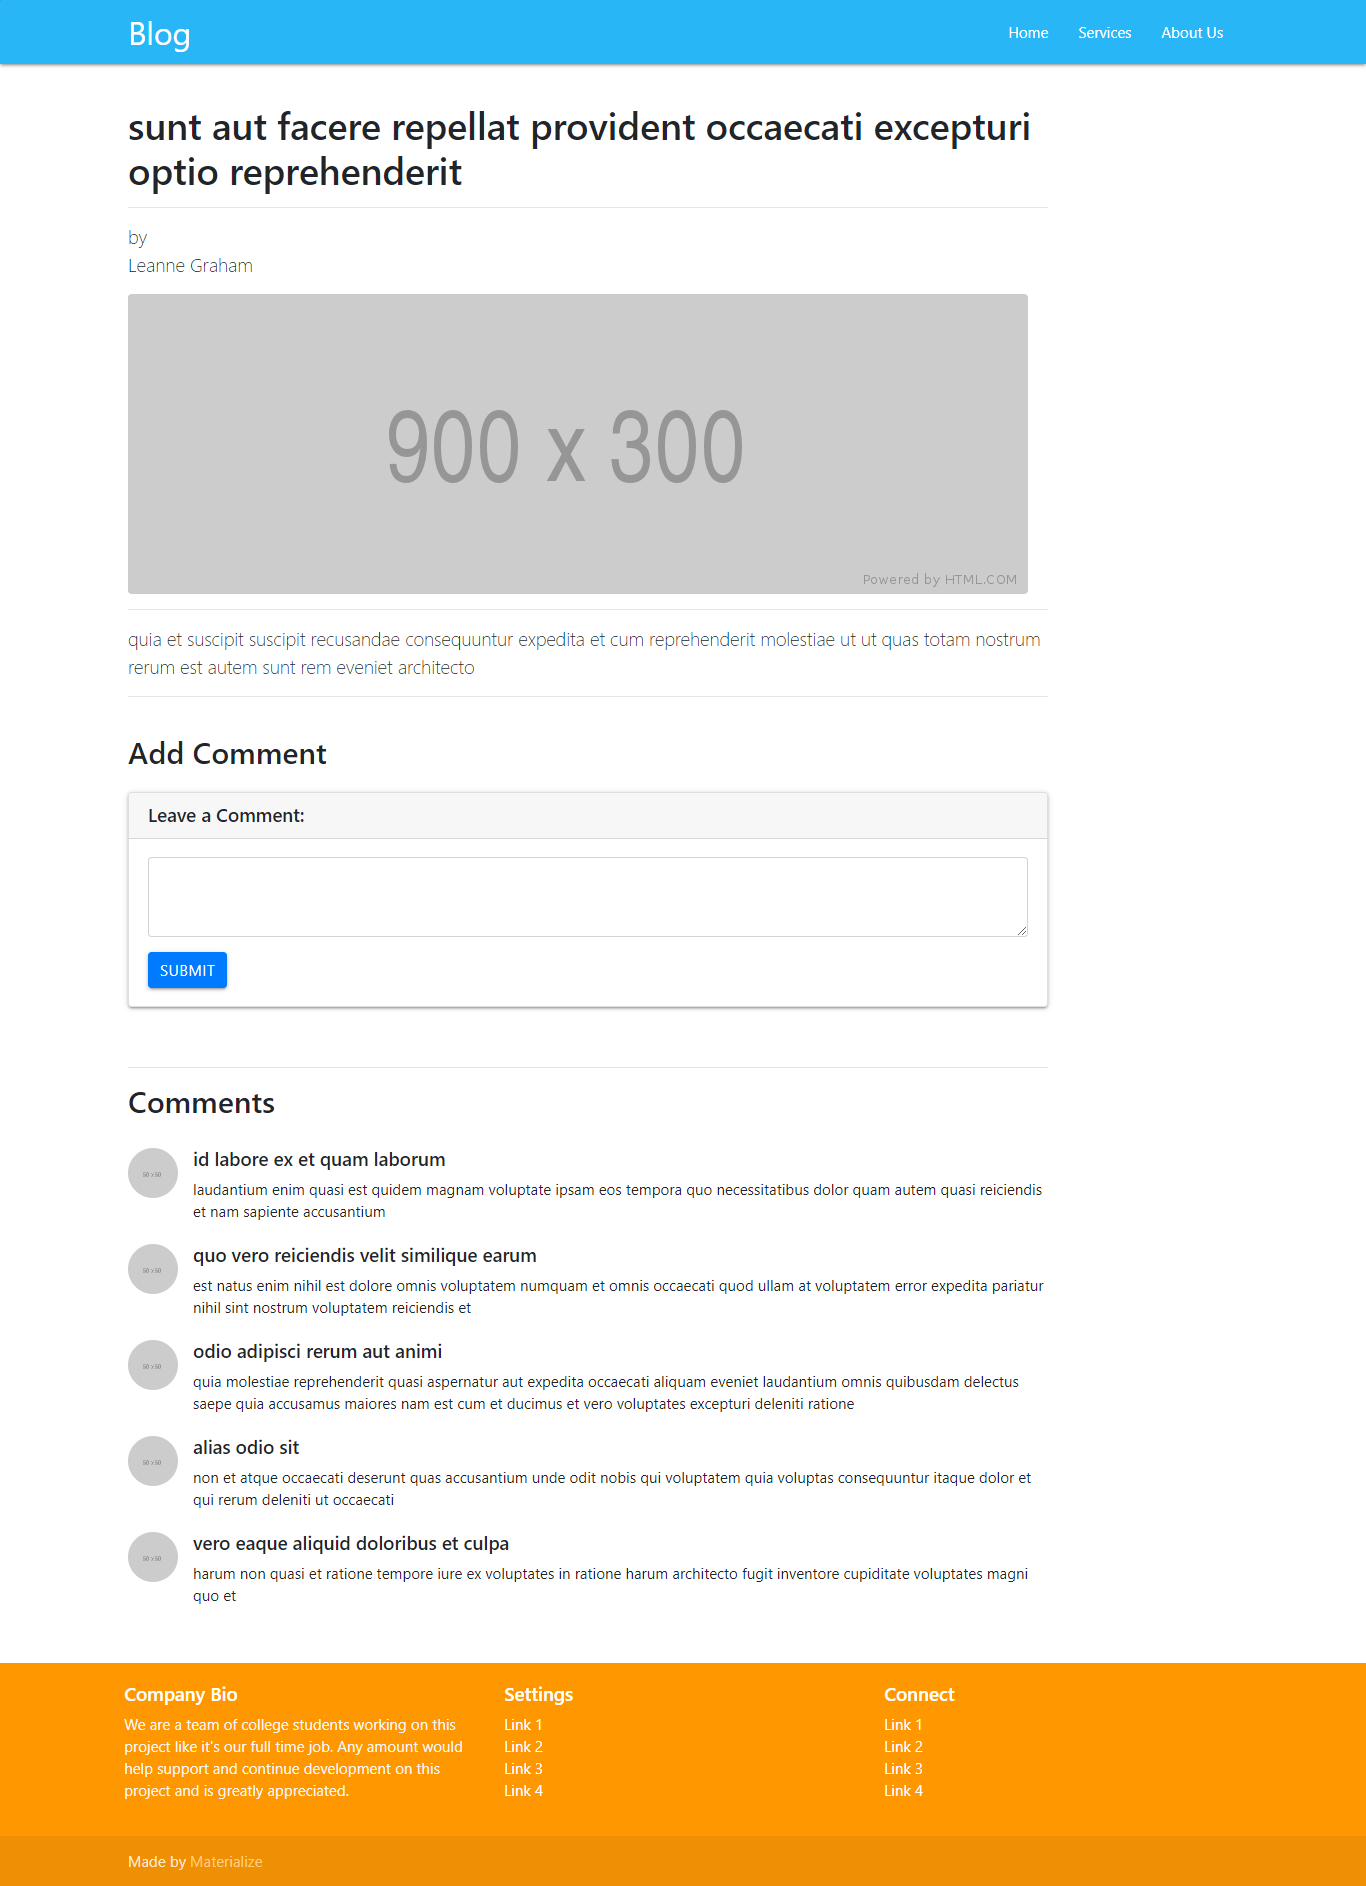 Blog
Home Services About Us
sunt aut facere repellat provident occaecati excepturi
optio reprehenderit
by
Leanne Graham
900 x 300
Powered by HTML.COM
quia et suscipit suscipit recusandae consequuntur expedita et cum reprehenderit molestiae ut ut quas totam nostrum
rerum est autem sunt rem eveniet architecto
Add Comment
Leave a Comment:
SUBMIT
Comments
50 x 50
id labore ex et quam laborum
laudantium enim quasi est quidem magnam voluptate ipsam eos tempora quo necessitatibus dolor quam autem quasi reiciendis
et nam sapiente accusantium
50 x 50
quo vero reiciendis velit similique earum
est natus enim nihil est dolore omnis voluptatem numquam et omnis occaecati quod ullam at voluptatem error expedita pariatur
nihil sint nostrum voluptatem reiciendis et
50 x 50
odio adipisci rerum aut animi
quia molestiae reprehenderit quasi aspernatur aut expedita occaecati aliquam eveniet laudantium omnis quibusdam delectus
saepe quia accusamus maiores nam est cum et ducimus et vero voluptates excepturi deleniti ratione
50 x 50
alias odio sit
non et atque occaecati deserunt quas accusantium unde odit nobis qui voluptatem quia voluptas consequuntur itaque dolor et
qui rerum deleniti ut occaecati
50 x 50
vero eaque aliquid doloribus et culpa
harum non quasi et ratione tempore iure ex voluptates in ratione harum architecto fugit inventore cupiditate voluptates magni
quo et
Company Bio
We are a team of college students working on this
project like it's our full time job. Any amount would
help support and continue development on this
project and is greatly appreciated.
Settings
Link 1
Link 2
Link 3
Link 4
Connect
Link 1
Link 2
Link 3
Link 4
Made by Materialize